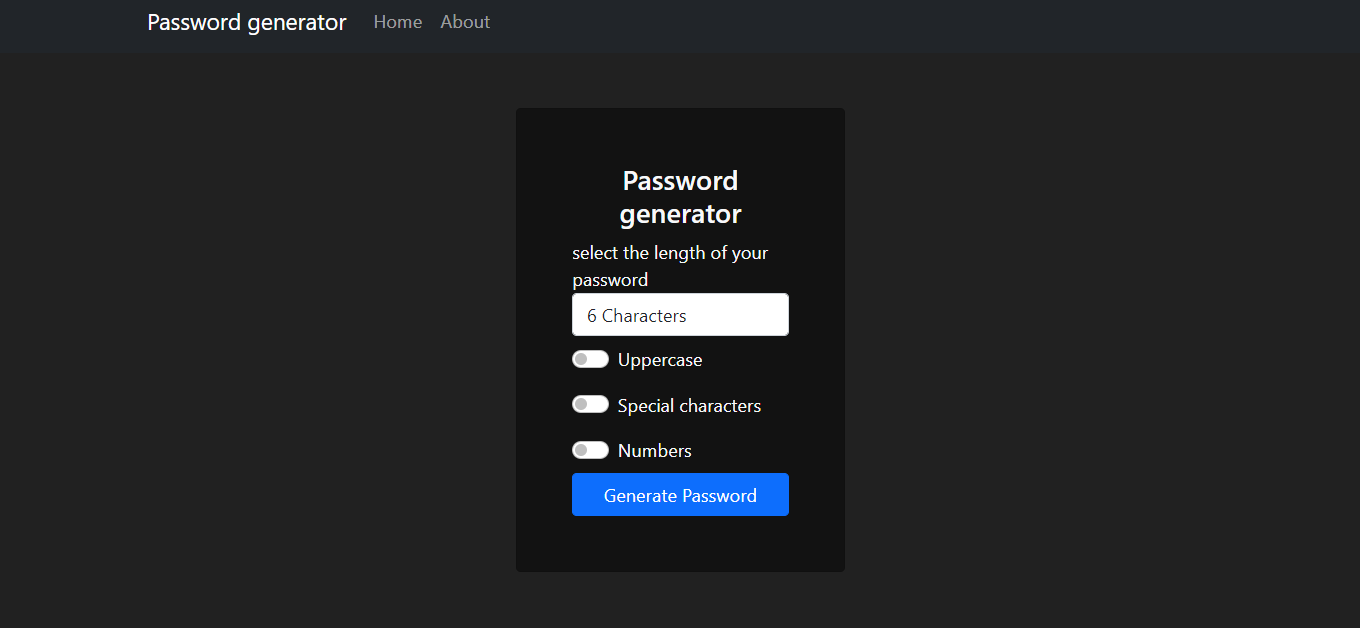 Password generator Home About
Password
generator
select the length of your
password
6 Characters
Uppercase
Special characters
Numbers
Generate Password